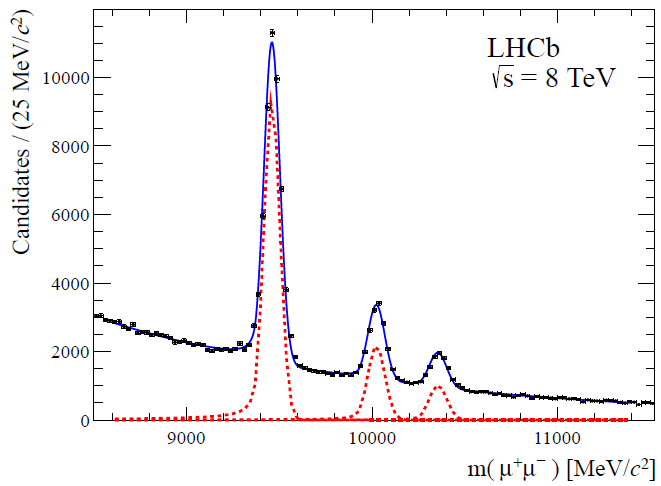 Candidates / (25 MeV/c²)
10000
8000
6000
4000
2000
0
LHCb
√s = 8 TeV
9000 10000 11000
m( μ⁺μ⁻ ) [MeV/c²]